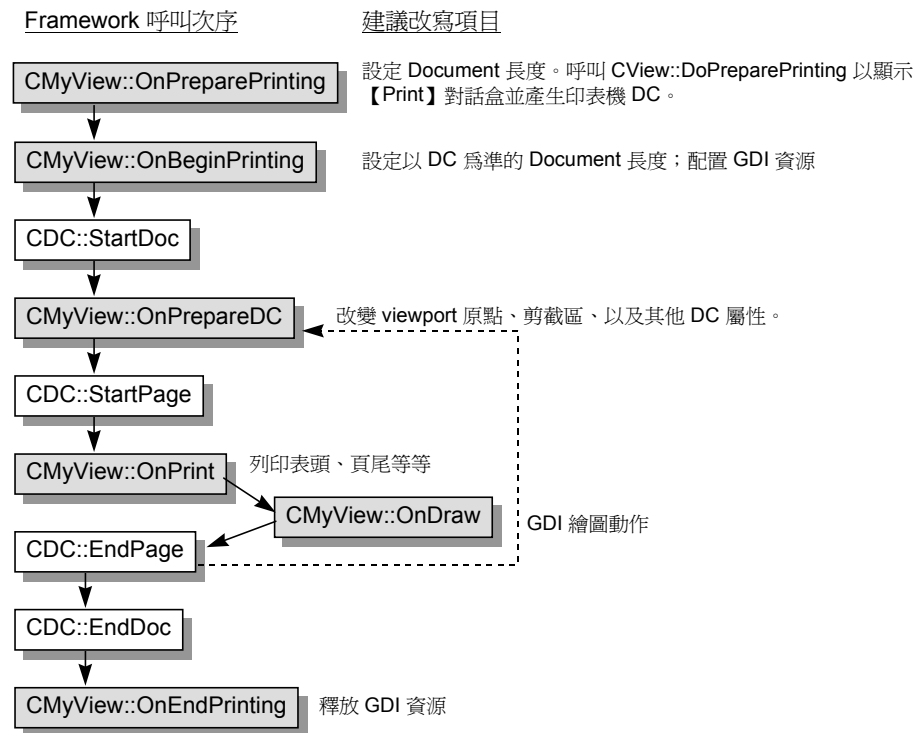 Framework 呼叫次序
建議改寫項目
CMyView::OnPreparePrinting
設定 Document 長度。呼叫 CView::DoPreparePrinting 以顯示
【Print】對話盒並產生印表機 DC。
CMyView::OnBeginPrinting
設定以 DC 為準的 Document 長度；配置 GDI 資源
CDC::StartDoc
CMyView::OnPrepareDC
改變 viewport 原點、剪截區、以及其他 DC 屬性。
CDC::StartPage
CMyView::OnPrint
列印表頭、頁尾等等
CMyView::OnDraw
GDI 繪圖動作
CDC::EndPage
CDC::EndDoc
CMyView::OnEndPrinting
釋放 GDI 資源